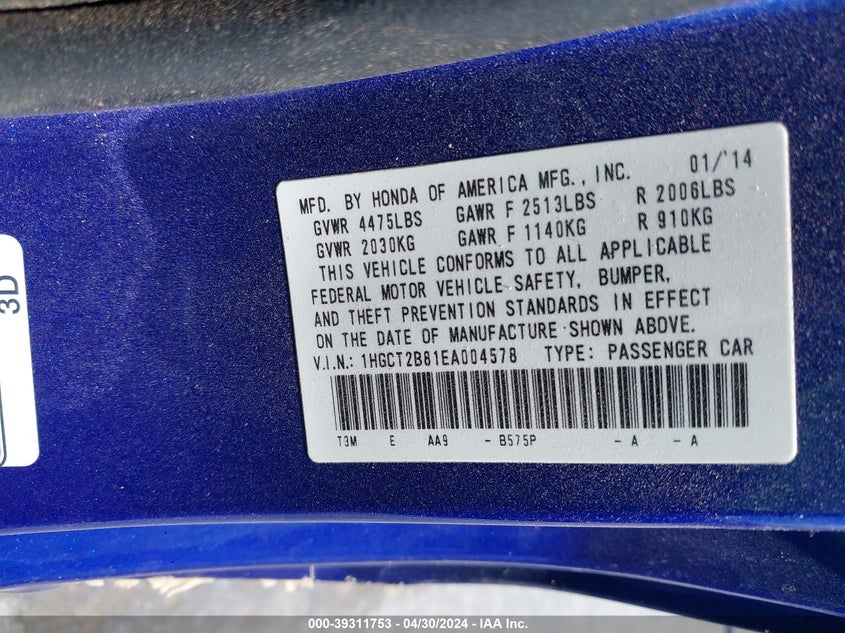 MFD. BY HONDA OF AMERICA MFG., INC. 01/'14
GVWR 4475LBS GAWR F 2513LBS R 2006LBS
GVWR 2030KG GAWR F 1140KG R 910KG
THIS VEHICLE CONFORMS TO ALL APPLICABLE
FEDERAL MOTOR VEHICLE SAFETY, BUMPER,
AND THEFT PREVENTION STANDARDS IN EFFECT
ON THE DATE OF MANUFACTURE SHOWN ABOVE.
V.I.N.: 1HGCT2B81EA004578 TYPE: PASSENGER CAR
T3M E AA9 - B575P - A - A
3D
000-39311753 - 04/30/2024 - IAA Inc.